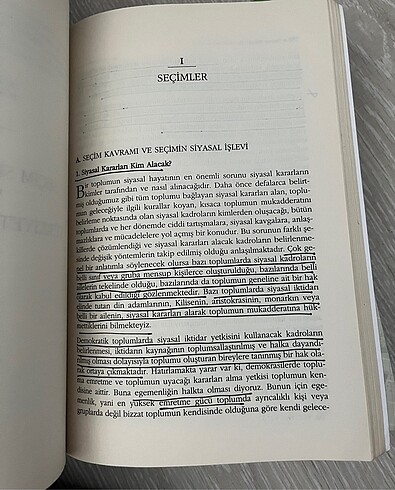 I
SEÇİMLER
A. SEÇİM KAVRAMI VE SEÇİMİN SİYASAL İŞLEVİ
1. Siyasal Kararları Kim Alacak?
Bir toplumun siyasal hayatının en önemli sorunu siyasal kararların
kimler tarafından ve nasıl alınacağıdır. Daha önce defalarca belirt-
miş olduğumuz gibi tüm toplumu bağlayan siyasal kararları alan, toplu-
mun geleceğiyle ilgili kurallar koyan, kısaca toplumun mukadderatını
belirleme noktasında olan siyasal kadroların kimlerden oluşacağı, bütün
toplumlarda ve her dönemde ciddi tartışmalara, siyasal kavgalara, anlaş-
mazlıklara ve mücadelelere yol açmış bir konudur. Bu sorunun farklı şe-
killerde çözümlendiği ve siyasal kararları alacak kadroların belirlenme-
sinde değişik yöntemlerin takip edilmiş olduğu anlaşılmaktadır. Çok ge-
nel bir anlatımla söylenecek olursa bazı toplumlarda siyasal kadroların
belli sınıf veya gruba mensup kişilerce oluşturulduğu, bazılarında belli
ailelerin tekelinde olduğu, bazılarında da toplumun geneline ait bir hak
olarak kabul edildiği gözlenmektedir. Bazı toplumlarda siyasal iktidarı
elinde tutan din adamlarının, Kilisenin, aristokrasinin, monarkın veya
belli bir ailenin, siyasal kararları alarak toplumun mukadderatına hük-
mettiklerini bilmekteyiz.
Demokratik toplumlarda siyasal iktidar yetkisini kullanacak kadroların
belirlenmesi, iktidarın kaynağının toplumsallaştırılmış ve halka dayandı-
rılmış olması dolayısıyla toplumu oluşturan bireylere tanınmış bir hak ola-
rak ortaya çıkmaktadır. Hatırlamakta yarar var ki, demokrasilerde toplu-
ma emretme ve toplumun uyacağı kararları alma yetkisi toplumun ken-
disine aittir. Buna egemenliğin halkta olması diyoruz. Bunun için ege-
menlik, yani en yüksek emretme gücü toplumda ayrıcalıklı kişi veya
gruplarda değil bizzat toplumun kendisinde olduğuna göre kendi gelece-